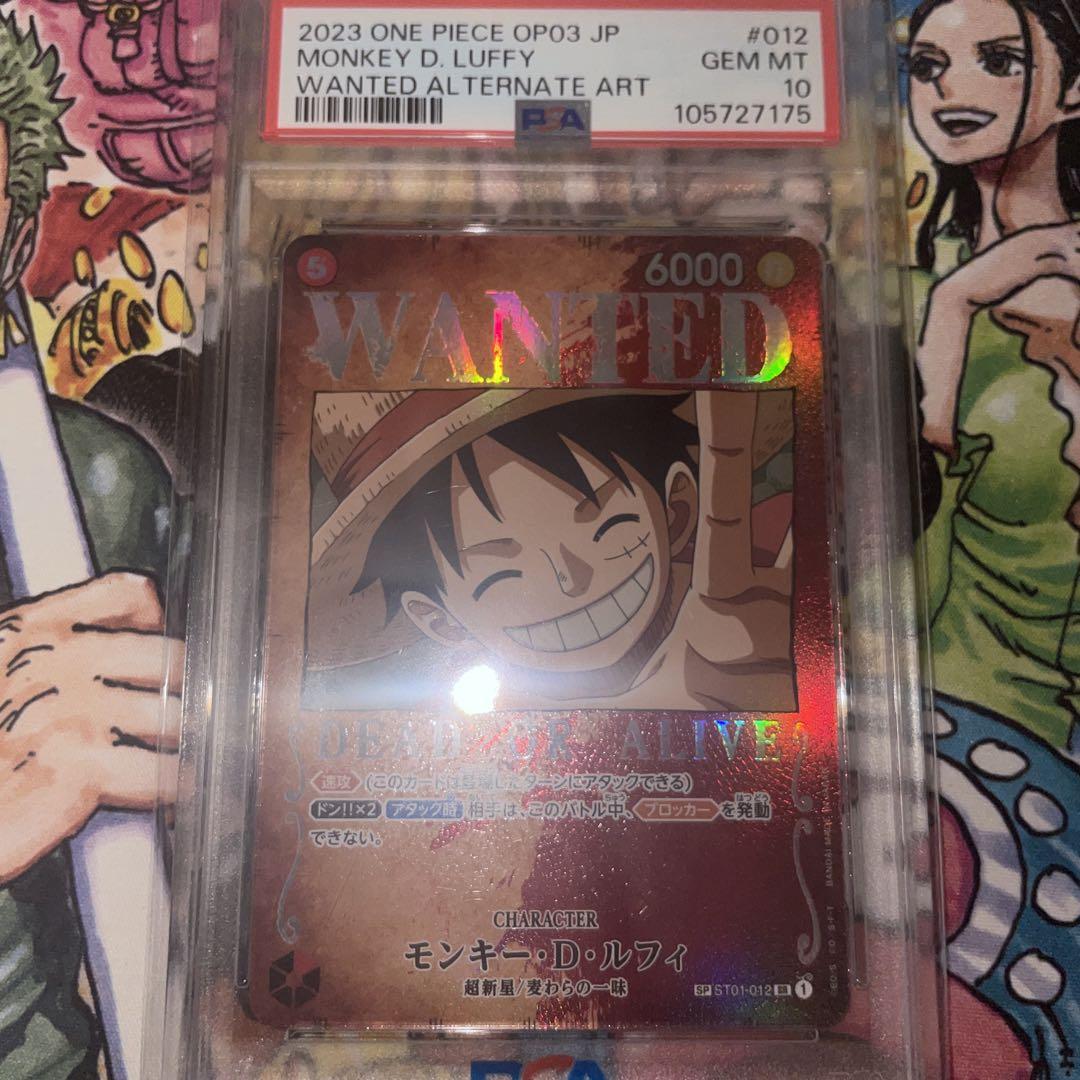 2023 ONE PIECE OP03 JP #012
MONKEY D. LUFFY GEM MT
WANTED ALTERNATE ART 10
PSA 105727175
5 6000
WANTED
DEAD OR ALIVE
速攻 (このカードは登場したターンにアタックできる)
ドン!!×2 アタック時 相手は、このバトル中、ブロッカー を発動
できない。
CHARACTER
モンキー・D・ルフィ
超新星/麦わらの一味
SP ST01-012 SR 1
PSA